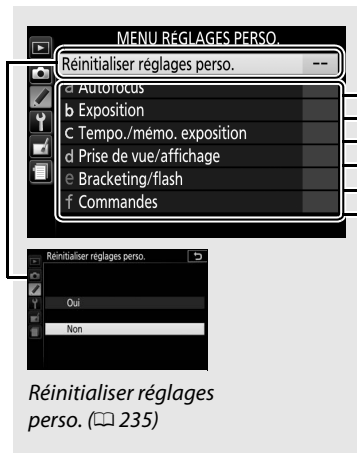 MENU RÉGLAGES PERSO.
Réinitialiser réglages perso. --
a Autofocus
b Exposition
c Tempo./mémo. exposition
d Prise de vue/affichage
e Bracketing/flash
f Commandes
Réinitialiser réglages perso.
Oui
Non
Réinitialiser réglages
perso. (📖 235)